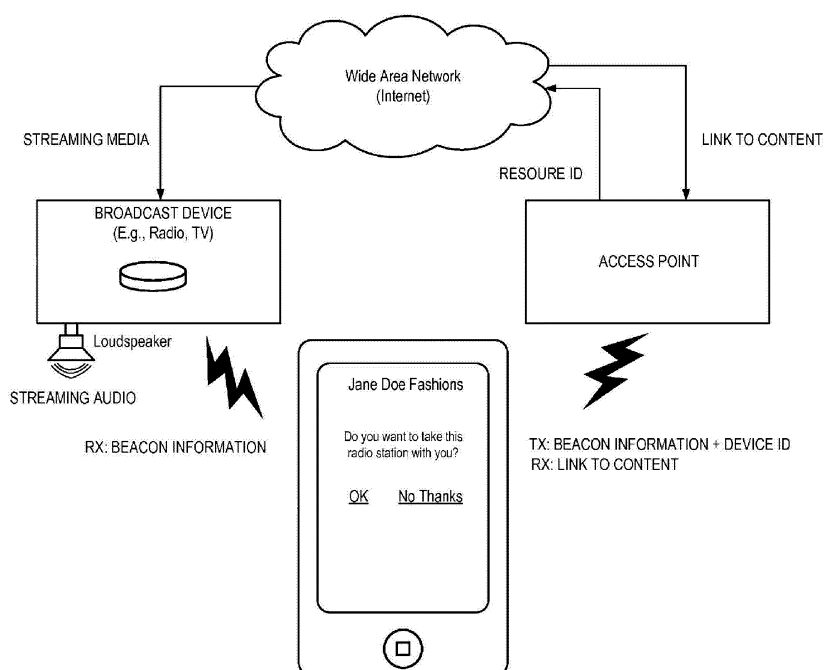 Wide Area Network
(Internet)
STREAMING MEDIA
LINK TO CONTENT
RESOURE ID
BROADCAST DEVICE
(E.g., Radio, TV)
ACCESS POINT
Loudspeaker
STREAMING AUDIO
RX: BEACON INFORMATION
Jane Doe Fashions
Do you want to take this
radio station with you?
OK No Thanks
TX: BEACON INFORMATION + DEVICE ID
RX: LINK TO CONTENT